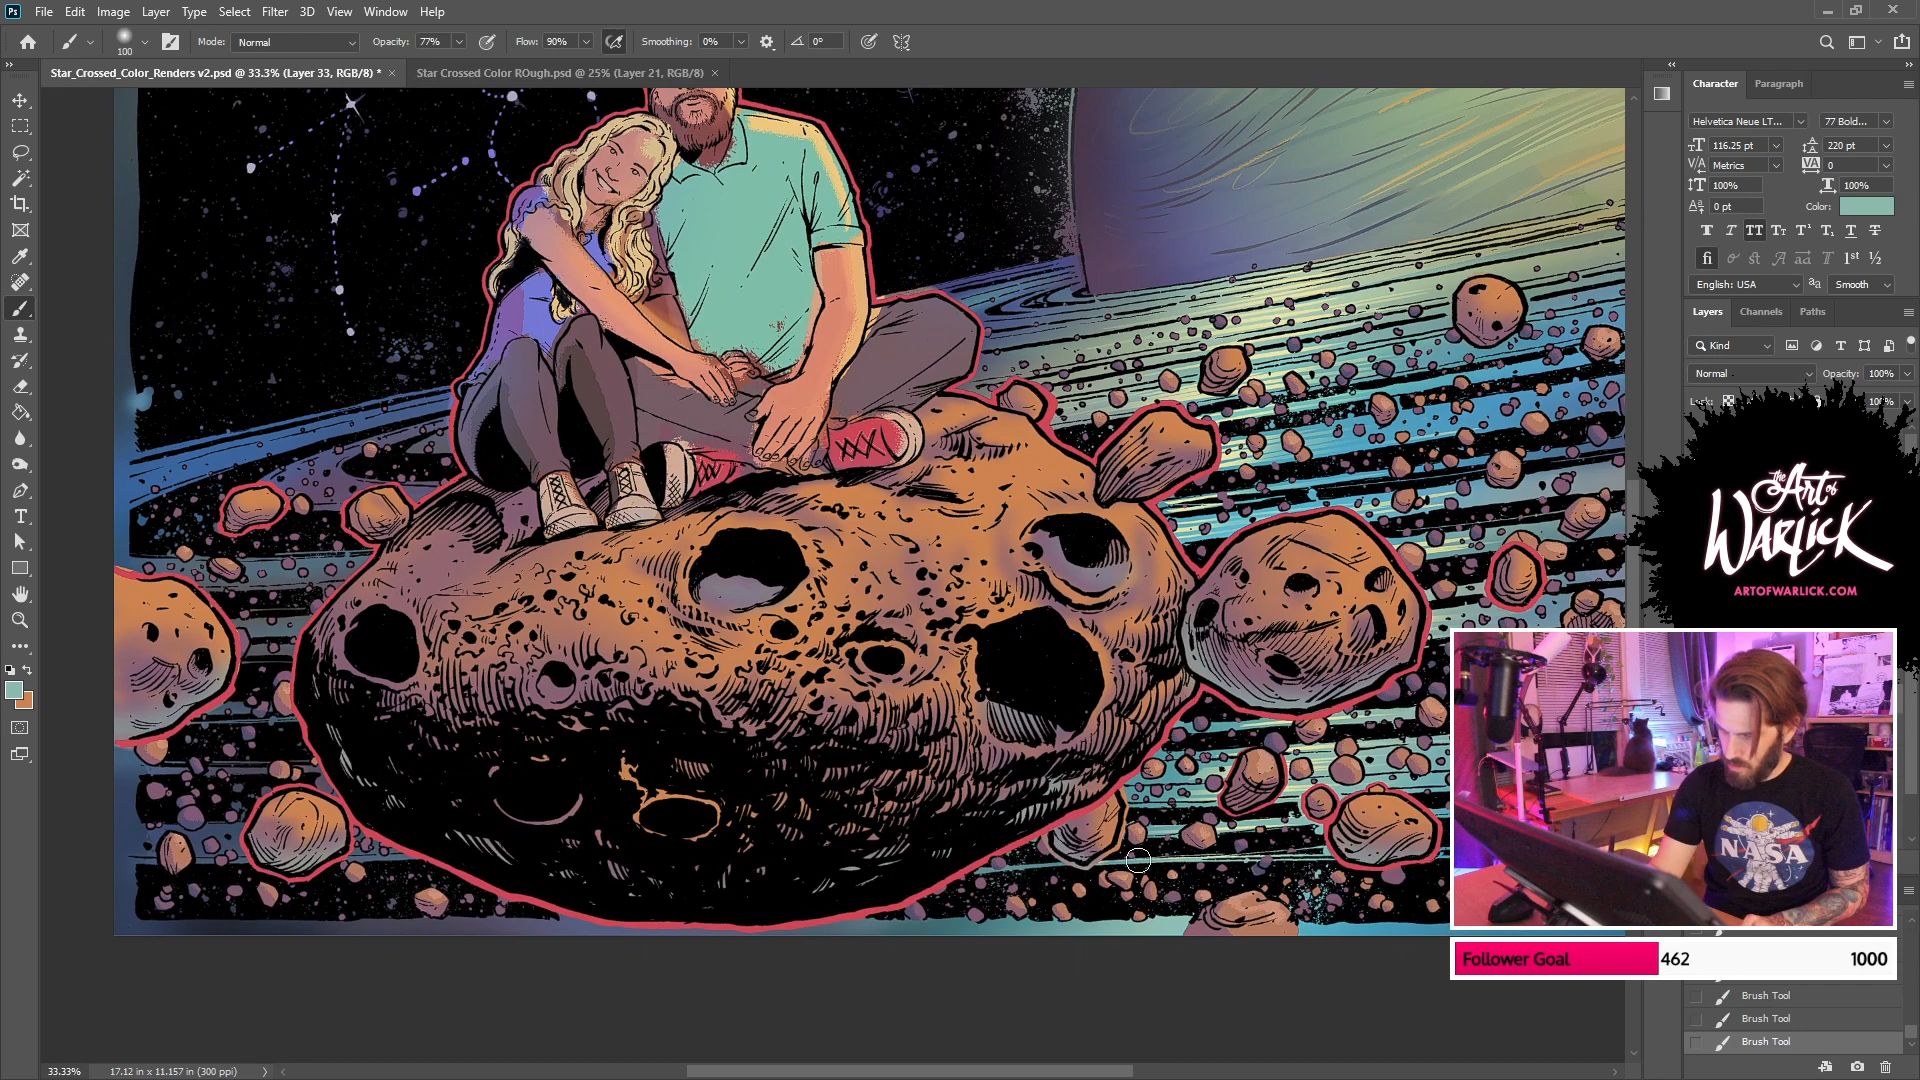 Ps File Edit Image Layer Type Select Filter 3D View Window Help
100 Mode: Normal Opacity: 77% Flow: 90% Smoothing: 0% 0°
Star_Crossed_Color_Renders v2.psd @ 33.3% (Layer 33, RGB/8) * × Star Crossed Color ROugh.psd @ 25% (Layer 21, RGB/8) ×
Character Paragraph
Helvetica Neue LT... 77 Bold...
116.25 pt 220 pt
Metrics 0
100% 100%
0 pt Color:
English: USA Smooth
Layers Channels Paths
Kind
Normal Opacity: 100%
100%
the Art of
Warlick
ARTOFWARLICK.COM
NASA
Follower Goal 462 1000
Brush Tool
Brush Tool
Brush Tool
33.33% 17.12 in x 11.157 in (300 ppi)